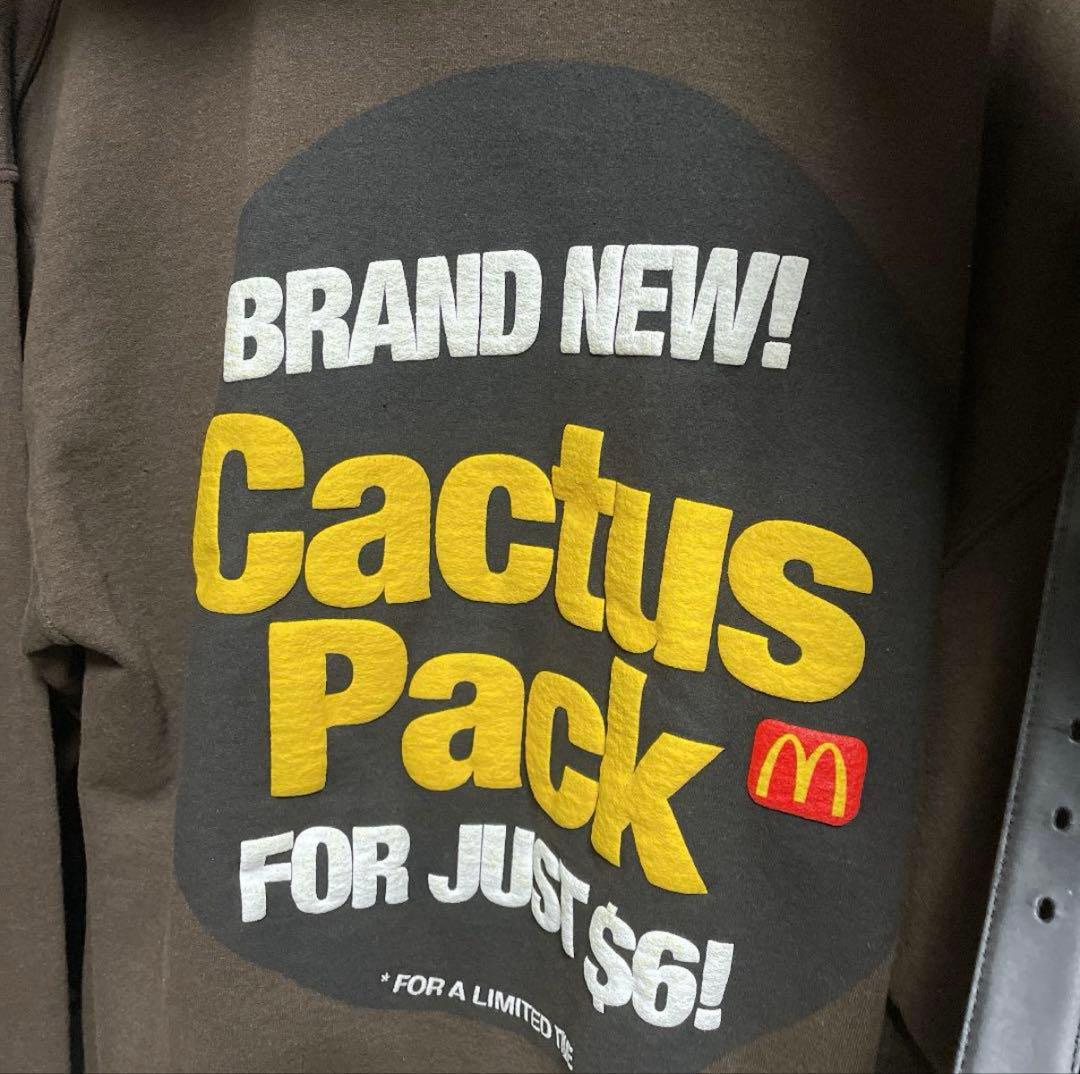 BRAND NEW!
Cactus
Pack
M
FOR JUST $6!
*FOR A LIMITED TIME